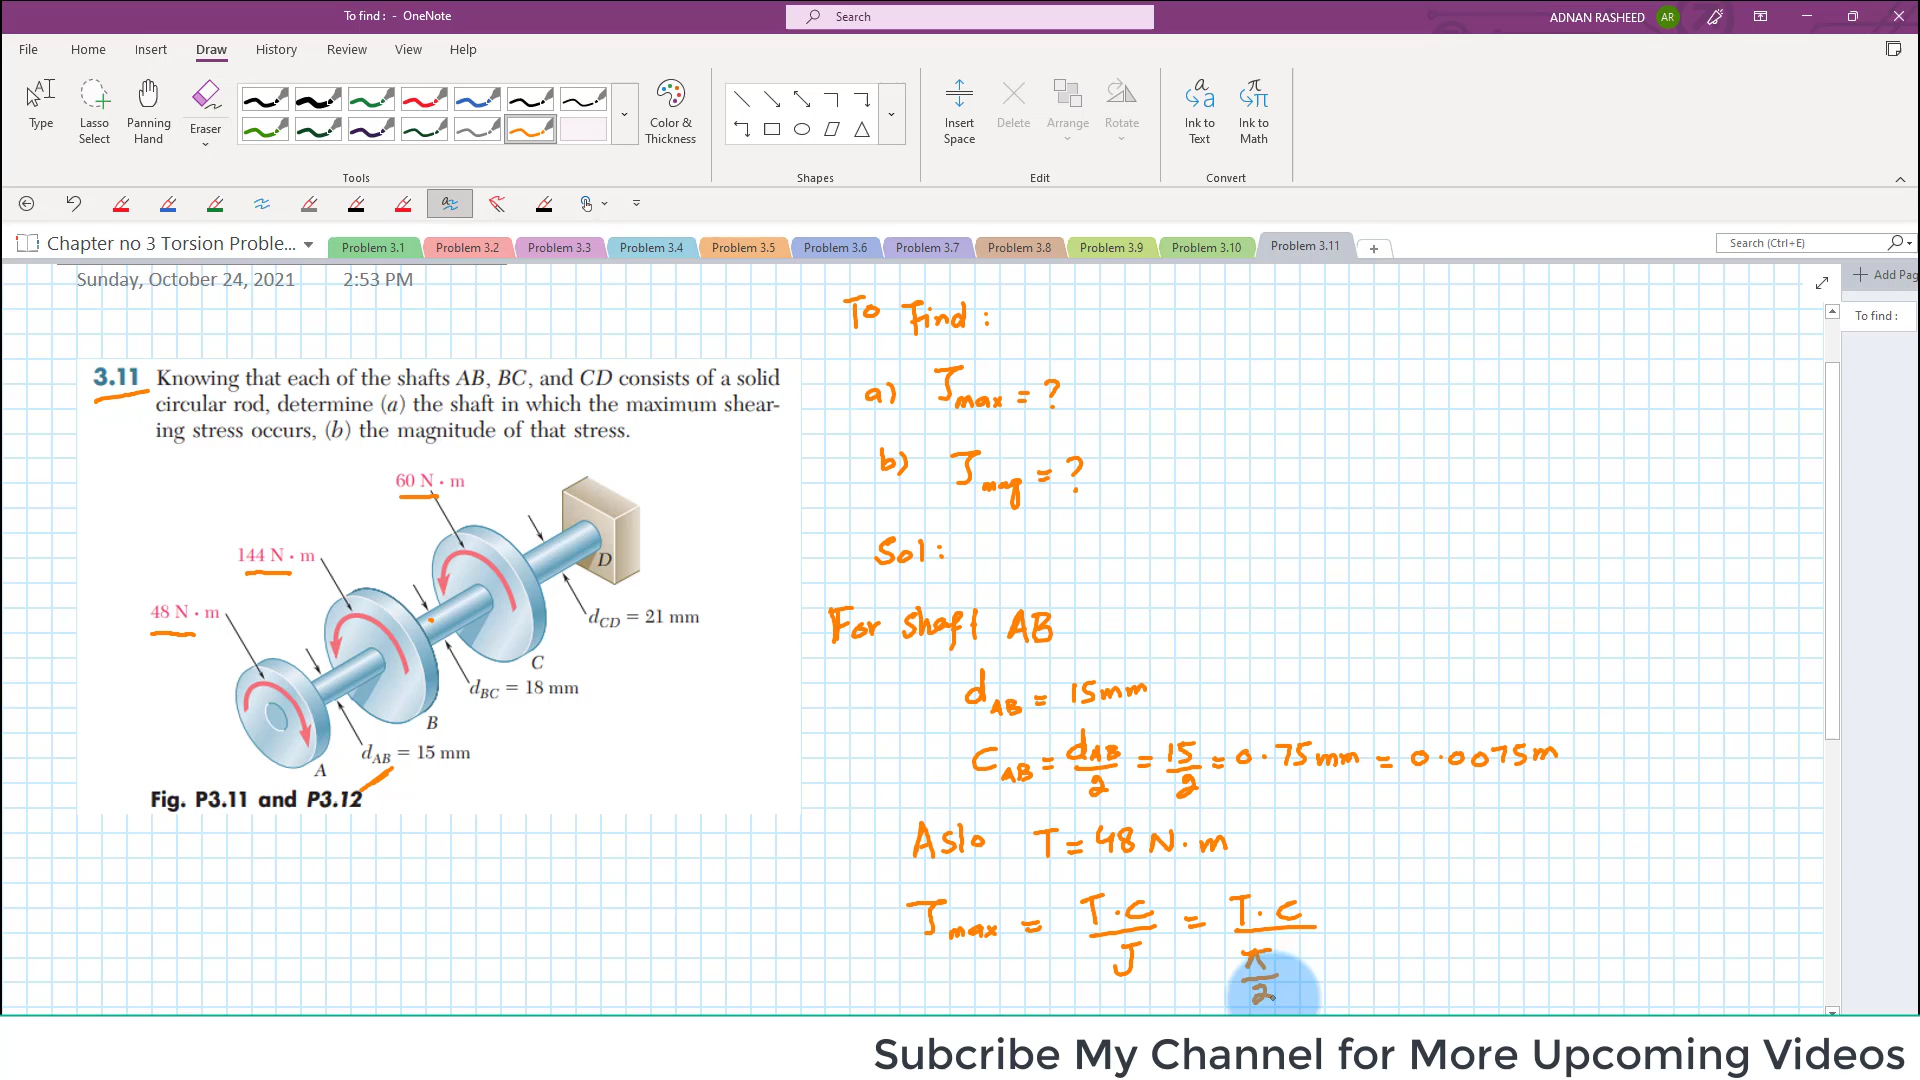 To find : - OneNote
Search
ADNAN RASHEED
AR
File Home Insert Draw History Review View Help
Type
Lasso Select
Panning Hand
Eraser
Color & Thickness
Insert Space
Delete
Arrange
Rotate
Ink to Text
Ink to Math
Tools
Shapes
Edit
Convert
Chapter no 3 Torsion Proble...
Problem 3.1
Problem 3.2
Problem 3.3
Problem 3.4
Problem 3.5
Problem 3.6
Problem 3.7
Problem 3.8
Problem 3.9
Problem 3.10
Problem 3.11
Search (Ctrl+E)
Add Pag
To find :
Sunday, October 24, 2021 2:53 PM
3.11 Knowing that each of the shafts AB, BC, and CD consists of a solid
circular rod, determine (a) the shaft in which the maximum shear-
ing stress occurs, (b) the magnitude of that stress.
60 N · m
144 N · m
48 N · m
D
dCD = 21 mm
C
dBC = 18 mm
B
dAB = 15 mm
A
Fig. P3.11 and P3.12
To Find :
a) τmax = ?
b) τmag = ?
Sol :
For shaft AB
dAB = 15mm
CAB = dAB/2 = 15/2 = 0.75mm = 0.0075m
Aslo T = 48 N.m
τmax = T.C/J = T.C/π/2
Subcribe My Channel for More Upcoming Videos